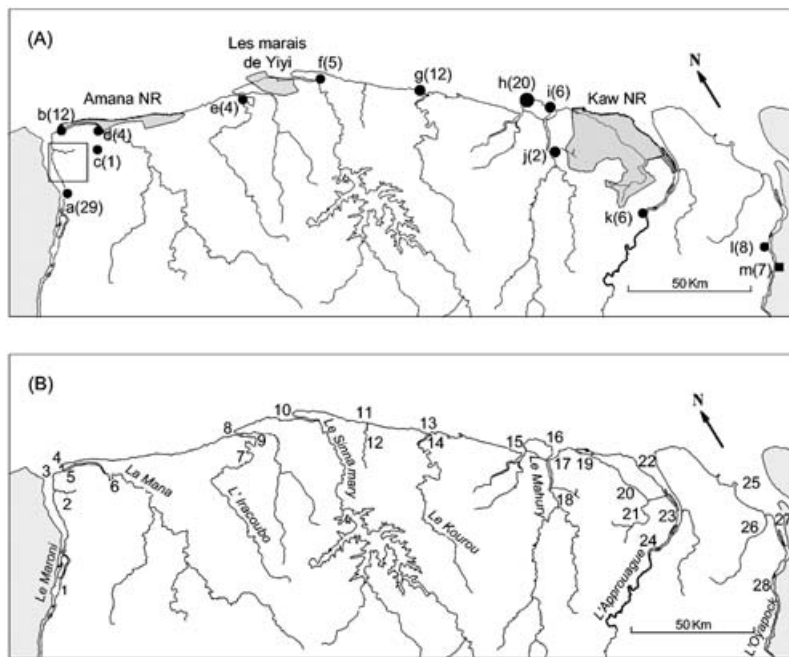 (A)
Les marais
de Yiyi
f(5)
g(12)
h(20)
i(6)
N
Amana NR
Kaw NR
e(4)
b(12)
d(4)
c(1)
j(2)
a(29)
k(6)
l(8)
m(7)
50 Km
(B)
N
10
11
13
8
9
12
14
15
16
4
3
5
7
17
19
22
La Mana
6
Le Sinnamary
Le Mahury
25
2
L' Iracoubo
18
20
21
23
26
27
Le Kourou
24
Le Maroni
1
L'Approuague
28
50 Km
L'Oyapock